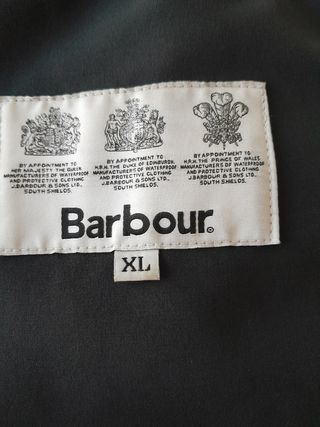 BY APPOINTMENT TO
HER MAJESTY THE QUEEN
MANUFACTURERS OF WATERPROOF
AND PROTECTIVE CLOTHING
J.BARBOUR & SONS LTD.,
SOUTH SHIELDS.
BY APPOINTMENT TO
H.R.H. THE DUKE OF EDINBURGH,
MANUFACTURERS OF WATERPROOF
AND PROTECTIVE CLOTHING
J.BARBOUR & SONS LTD.,
SOUTH SHIELDS.
BY APPOINTMENT TO
H.R.H. THE PRINCE OF WALES
MANUFACTURERS OF WATERPROOF
AND PROTECTIVE CLOTHING
J.BARBOUR & SONS LTD.,
SOUTH SHIELDS.
Barbour®
XL